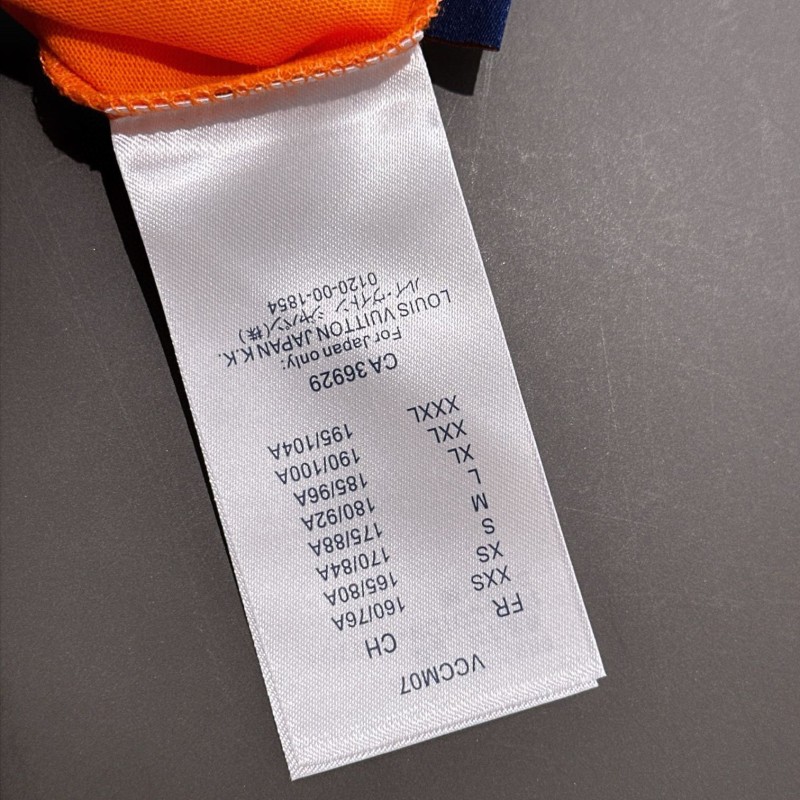 VCCM07
FR CH
XXS 160/76A
XS 165/80A
S 170/84A
M 175/88A
L 180/92A
XL 185/96A
XXL 190/100A
XXXL 195/104A
CA 36929
For Japan only:
LOUIS VUITTON JAPAN K.K.
ルイ・ヴィトン ジャパン(株)
0120-00-1854